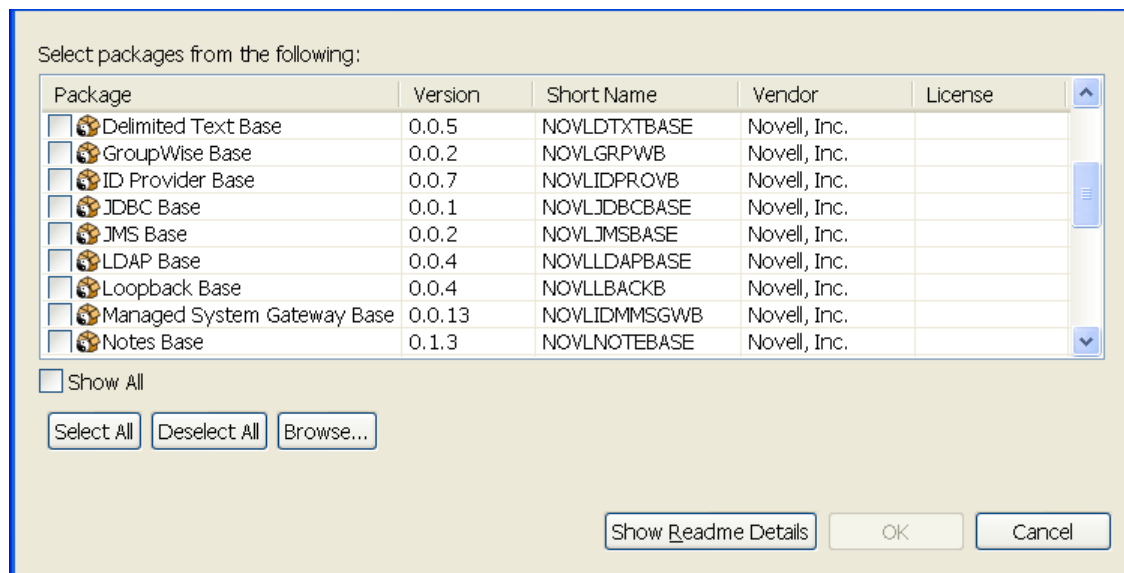 Select packages from the following:
Package Version Short Name Vendor License
Delimited Text Base 0.0.5 NOVLDTXTBASE Novell, Inc.
GroupWise Base 0.0.2 NOVLGRPWB Novell, Inc.
ID Provider Base 0.0.7 NOVLIDPROVB Novell, Inc.
JDBC Base 0.0.1 NOVLJDBCBASE Novell, Inc.
JMS Base 0.0.2 NOVLJMSBASE Novell, Inc.
LDAP Base 0.0.4 NOVLLDAPBASE Novell, Inc.
Loopback Base 0.0.4 NOVLLBACKB Novell, Inc.
Managed System Gateway Base 0.0.13 NOVLIDMMSGWB Novell, Inc.
Notes Base 0.1.3 NOVLNOTEBASE Novell, Inc.
Show All
Select All Deselect All Browse...
Show Readme Details OK Cancel